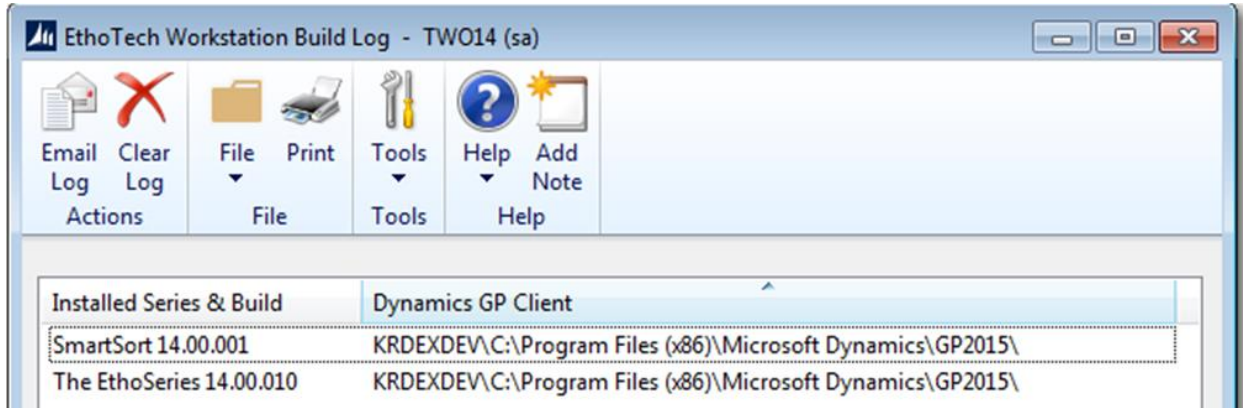 EthoTech Workstation Build Log - TWO14 (sa)
Email Log
Clear Log
File
Print
Tools
Help
Add Note
Actions
File
Tools
Help
Installed Series & Build Dynamics GP Client
SmartSort 14.00.001 KRDEXDEV\C:\Program Files (x86)\Microsoft Dynamics\GP2015\
The EthoSeries 14.00.010 KRDEXDEV\C:\Program Files (x86)\Microsoft Dynamics\GP2015\